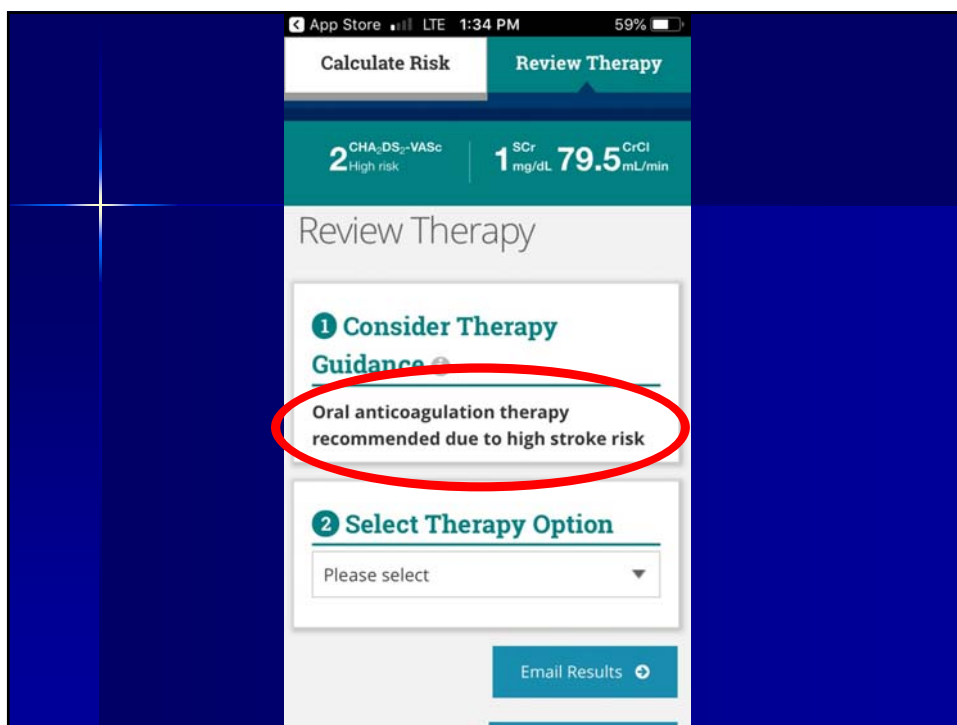 App Store LTE 1:34 PM 59%
Calculate Risk Review Therapy
2 CHA₂DS₂-VASc High risk 1 SCr mg/dL 79.5 CrCl mL/min
Review Therapy
1 Consider Therapy
Guidance
Oral anticoagulation therapy
recommended due to high stroke risk
2 Select Therapy Option
Please select
Email Results